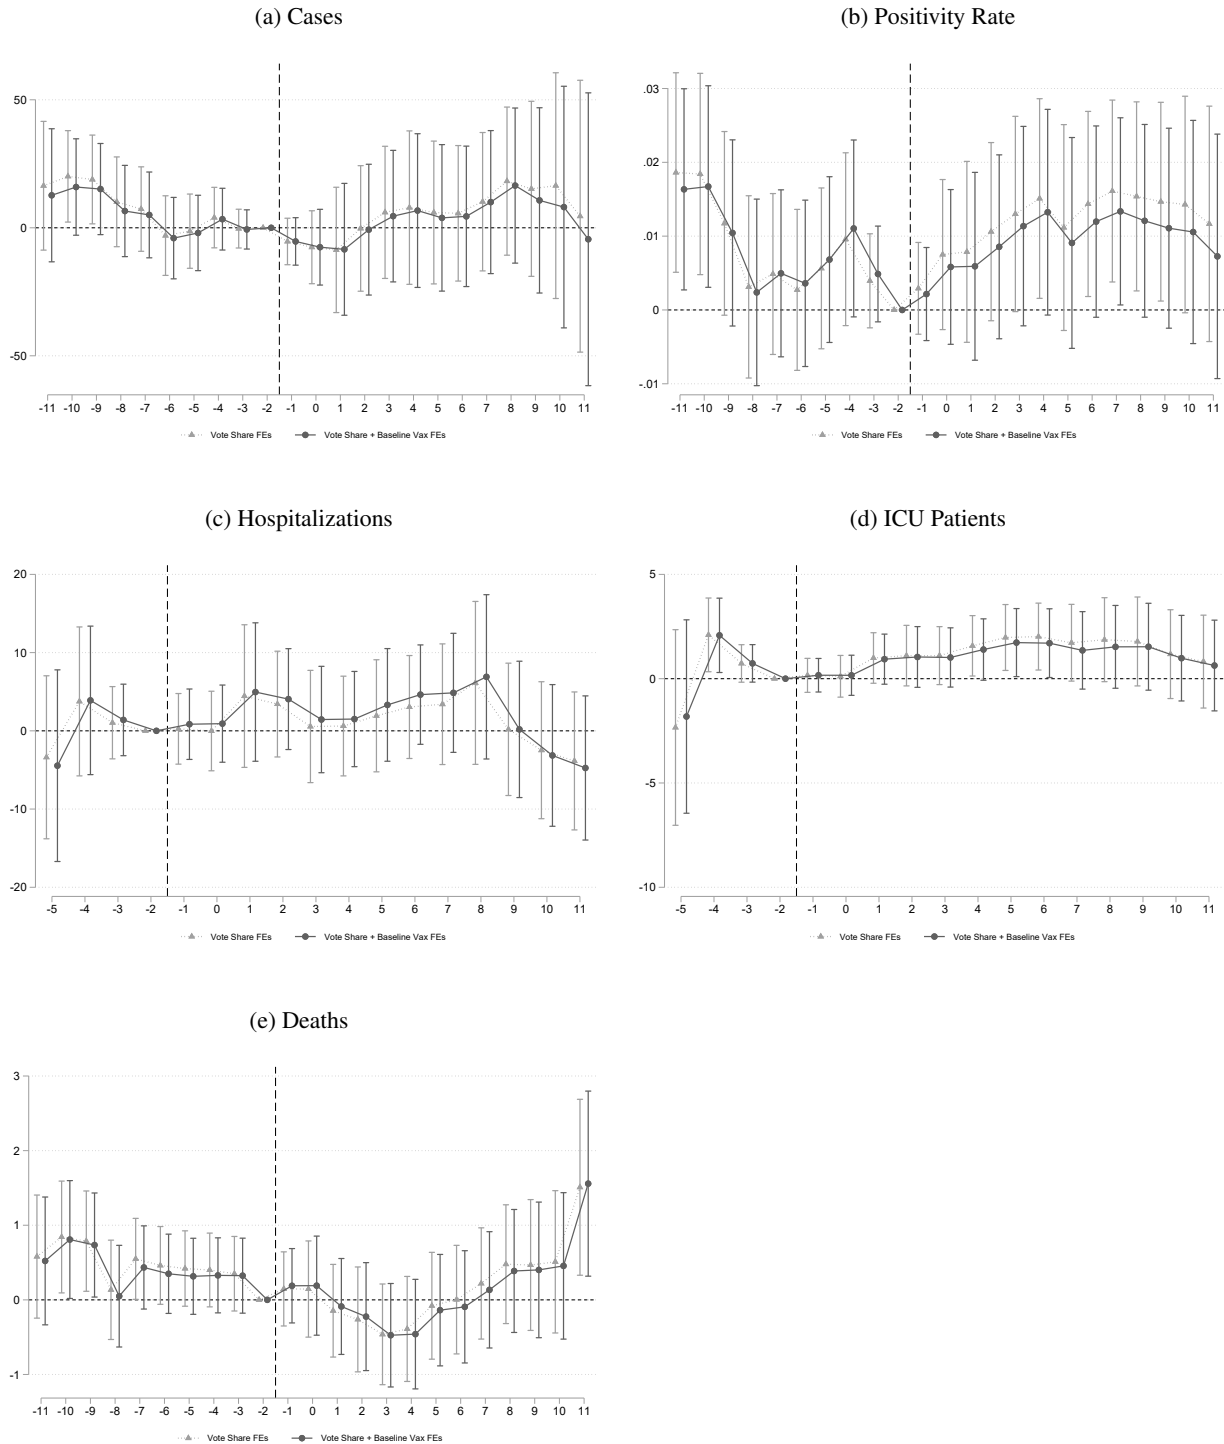 (a) Cases
50
0
-50
-11 -10 -9 -8 -7 -6 -5 -4 -3 -2 -1 0 1 2 3 4 5 6 7 8 9 10 11
Vote Share FEs Vote Share + Baseline Vax FEs
(b) Positivity Rate
.03
.02
.01
0
-.01
-11 -10 -9 -8 -7 -6 -5 -4 -3 -2 -1 0 1 2 3 4 5 6 7 8 9 10 11
Vote Share FEs Vote Share + Baseline Vax FEs
(c) Hospitalizations
20
10
0
-10
-20
-5 -4 -3 -2 -1 0 1 2 3 4 5 6 7 8 9 10 11
Vote Share FEs Vote Share + Baseline Vax FEs
(d) ICU Patients
5
0
-5
-10
-5 -4 -3 -2 -1 0 1 2 3 4 5 6 7 8 9 10 11
Vote Share FEs Vote Share + Baseline Vax FEs
(e) Deaths
3
2
1
0
-1
-11 -10 -9 -8 -7 -6 -5 -4 -3 -2 -1 0 1 2 3 4 5 6 7 8 9 10 11
Vote Share FEs Vote Share + Baseline Vax FEs